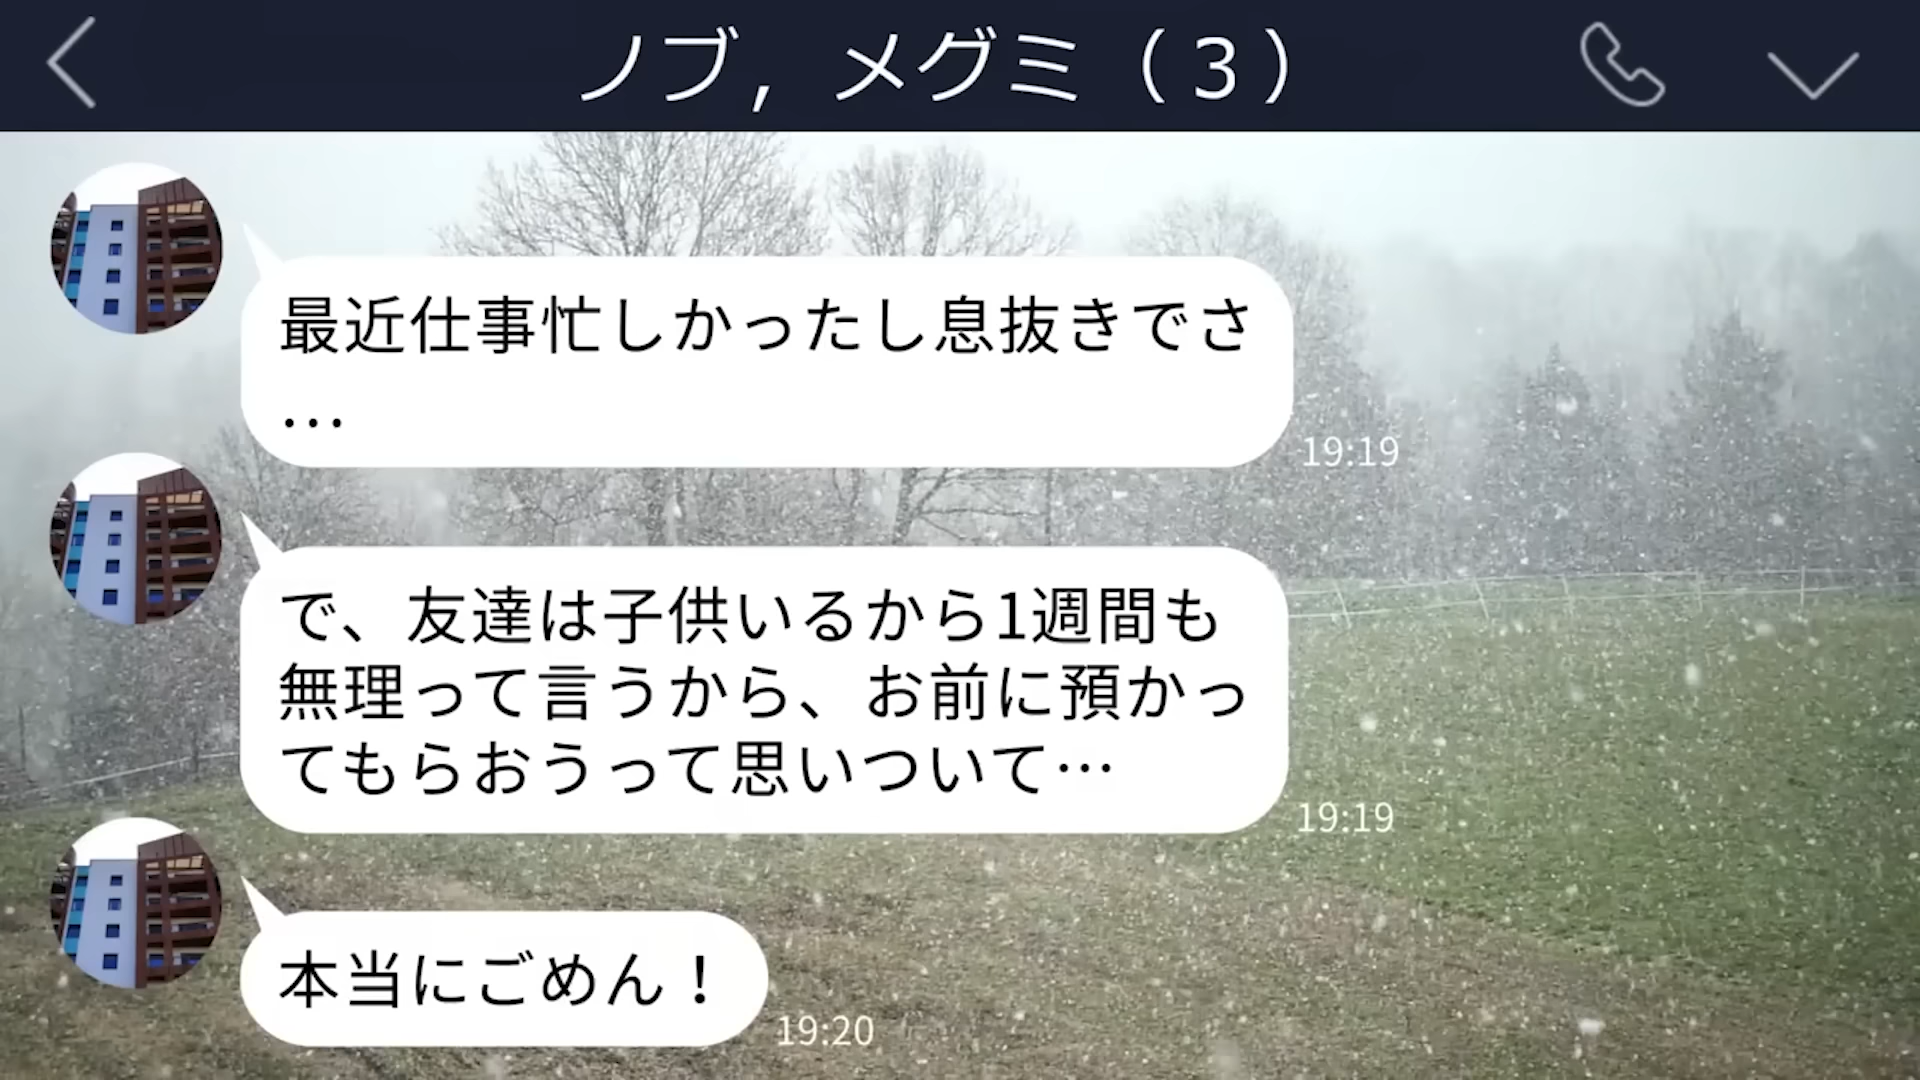 ノブ, メグミ（3）
最近仕事忙しかったし息抜きでさ
…
19:19
で、友達は子供いるから1週間も
無理って言うから、お前に預かっ
てもらおうって思いついて…
19:19
本当にごめん！
19:20